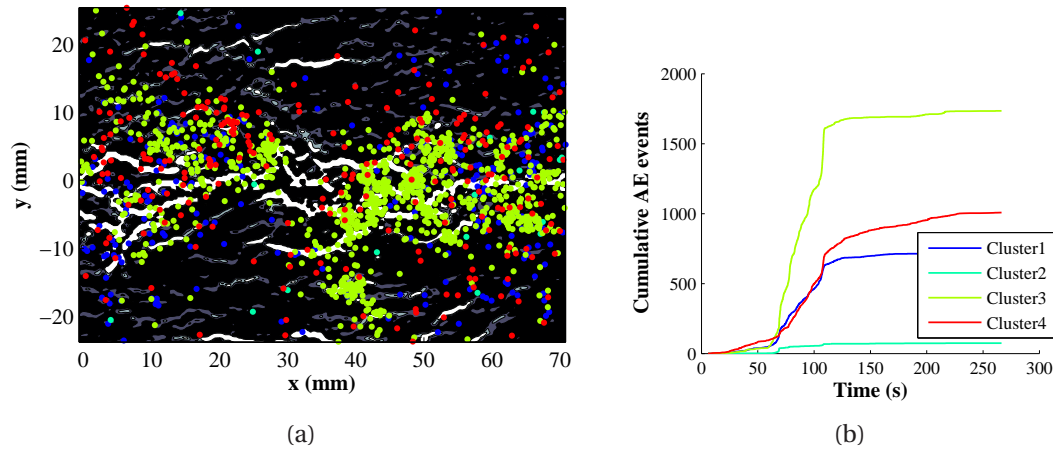 20
10
0
−10
−20
y (mm)
0 10 20 30 40 50 60 70
x (mm)
(a)
2000
1500
1000
500
0
Cumulative AE events
0 50 100 150 200 250 300
Time (s)
Cluster1
Cluster2
Cluster3
Cluster4
(b)